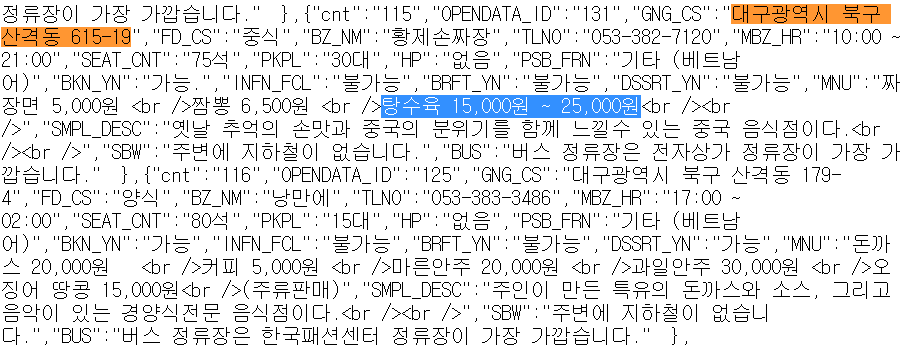 정류장이 가장 가깝습니다."  },{"cnt":"115","OPENDATA_ID":"131","GNG_CS":"대구광역시 북구
산격동 615-19","FD_CS":"중식","BZ_NM":"황제손짜장","TLNO":"053-382-7120","MBZ_HR":"10:00 ~
21:00","SEAT_CNT":"75석","PKPL":"30대","HP":"없음","PSB_FRN":"기타 (베트남
어)","BKN_YN":"가능.","INFN_FCL":"불가능","BRFT_YN":"불가능","DSSRT_YN":"불가능","MNU":"짜
장면 5,000원 <br />짬뽕 6,500원 <br />탕수육 15,000원 ~ 25,000원<br /><br
/>","SMPL_DESC":"옛날 추억의 손맛과 중국의 분위기를 함께 느낄수 있는 중국 음식점이다.<br
/><br />","SBW":"주변에 지하철이 없습니다.","BUS":"버스 정류장은 전자상가 정류장이 가장 가
깝습니다."  },{"cnt":"116","OPENDATA_ID":"125","GNG_CS":"대구광역시 북구 산격동 179-
4","FD_CS":"양식","BZ_NM":"낭만에","TLNO":"053-383-3486","MBZ_HR":"17:00 ~
02:00","SEAT_CNT":"80석","PKPL":"15대","HP":"없음","PSB_FRN":"기타 (베트남
어)","BKN_YN":"가능","INFN_FCL":"불가능","BRFT_YN":"불가능","DSSRT_YN":"가능","MNU":"돈까
스 20,000원   <br />커피 5,000원 <br />마른안주 20,000원 <br />과일안주 30,000원 <br />오
징어 땅콩 15,000원<br />(주류판매)","SMPL_DESC":"주인이 만든 특유의 돈까스와 소스, 그리고
음악이 있는 경양식전문 음식점이다.<br /><br />","SBW":"주변에 지하철이 없습니
다.","BUS":"버스 정류장은 한국패션센터 정류장이 가장 가깝습니다."  },